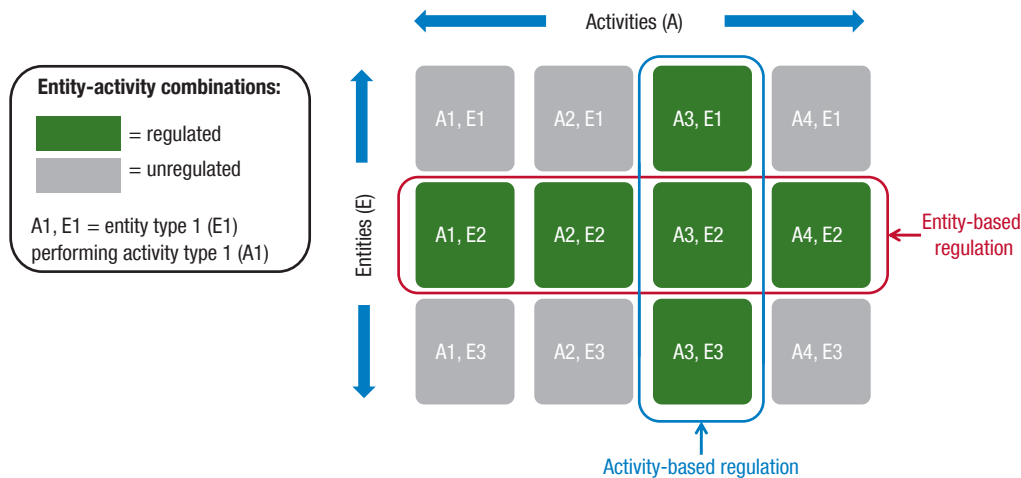 Activities (A)
Entity-activity combinations:
= regulated
= unregulated
A1, E1 = entity type 1 (E1)
performing activity type 1 (A1)
Entities (E)
A1, E1
A2, E1
A3, E1
A4, E1
A1, E2
A2, E2
A3, E2
A4, E2
A1, E3
A2, E3
A3, E3
A4, E3
Entity-based
regulation
Activity-based regulation